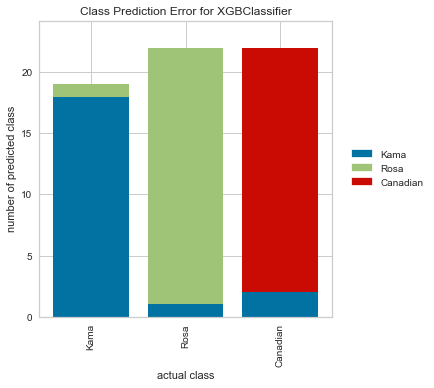 Class Prediction Error for XGBClassifier
number of predicted class
20
15
10
5
0
Kama
Rosa
Canadian
actual class
Kama
Rosa
Canadian